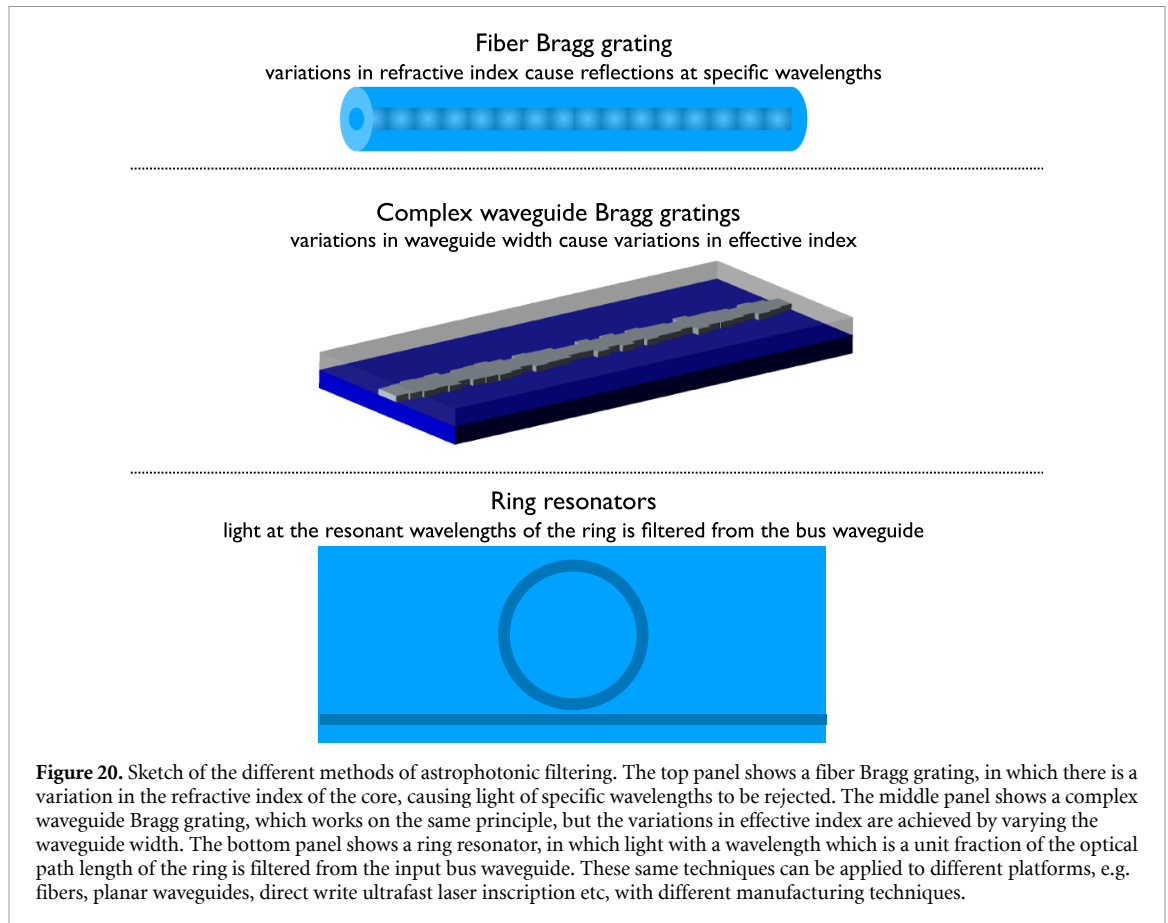 Fiber Bragg grating
variations in refractive index cause reflections at specific wavelengths
Complex waveguide Bragg gratings
variations in waveguide width cause variations in effective index
Ring resonators
light at the resonant wavelengths of the ring is filtered from the bus waveguide
Figure 20. Sketch of the different methods of astrophotonic filtering. The top panel shows a fiber Bragg grating, in which there is a
variation in the refractive index of the core, causing light of specific wavelengths to be rejected. The middle panel shows a complex
waveguide Bragg grating, which works on the same principle, but the variations in effective index are achieved by varying the
waveguide width. The bottom panel shows a ring resonator, in which light with a wavelength which is a unit fraction of the optical
path length of the ring is filtered from the input bus waveguide. These same techniques can be applied to different platforms, e.g.
fibers, planar waveguides, direct write ultrafast laser inscription etc, with different manufacturing techniques.